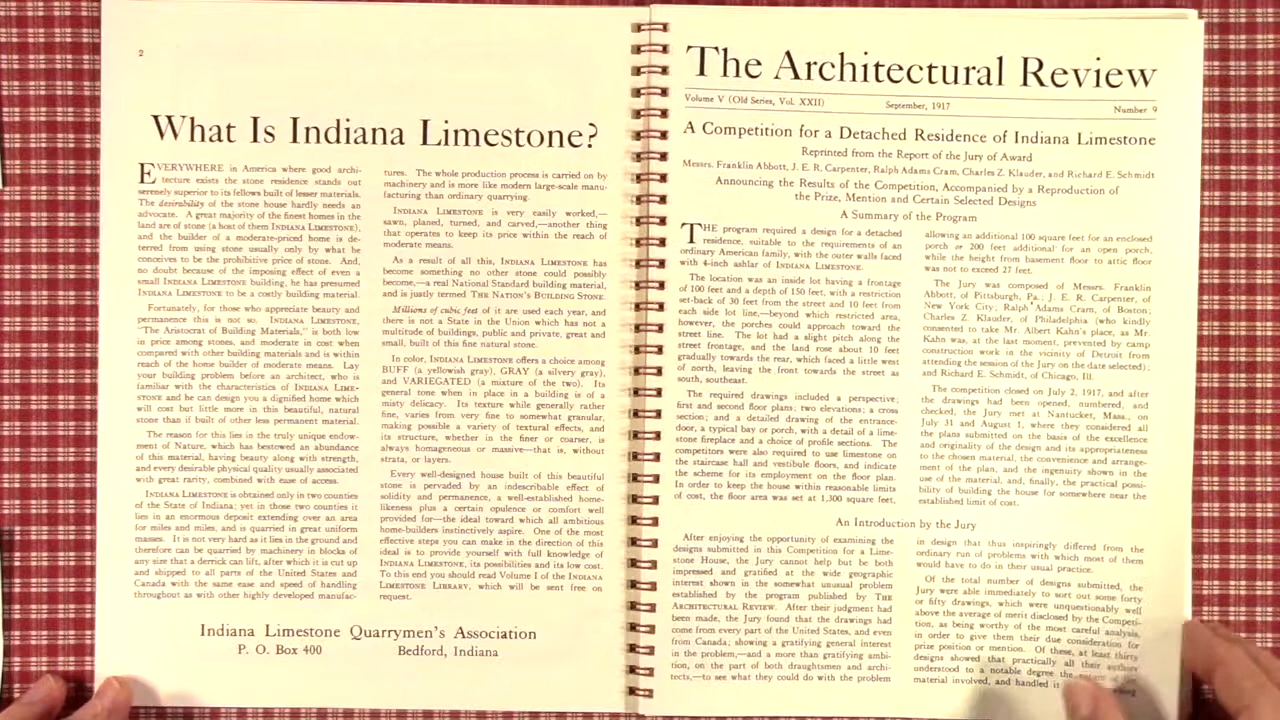 2
What Is Indiana Limestone?
EVERYWHERE in America where good archi-
tecture exists the stone residence stands out
serenely superior to its fellows built of lesser materials.
The desirability of the stone house hardly needs an
advocate. A great majority of the finest homes in the
land are of stone (a host of them INDIANA LIMESTONE),
and the builder of a moderate-priced home is de-
terred from using stone usually only by what he
conceives to be the prohibitive price of stone. And,
no doubt because of the imposing effect of even a
small INDIANA LIMESTONE building, he has presumed
INDIANA LIMESTONE to be a costly building material.
Fortunately, for those who appreciate beauty and
permanence this is not so. INDIANA LIMESTONE,
"The Aristocrat of Building Materials," is both low
in price among stones, and moderate in cost when
compared with other building materials and is within
reach of the home builder of moderate means. Lay
your building problem before an architect, who is
familiar with the characteristics of INDIANA LIME-
STONE and he can design you a dignified home which
will cost but little more in this beautiful, natural
stone than if built of other less permanent material.
The reason for this lies in the truly unique endow-
ment of Nature, which has bestowed an abundance
of this material, having beauty along with strength,
and every desirable physical quality usually associated
with great rarity, combined with ease of access.
INDIANA LIMESTONE is obtained only in two counties
of the State of Indiana; yet in those two counties it
lies in an enormous deposit extending over an area
for miles and miles, and is quarried in great uniform
masses. It is not very hard as it lies in the ground and
therefore can be quarried by machinery in blocks of
any size that a derrick can lift, after which it is cut up
and shipped to all parts of the United States and
Canada with the same ease and speed of handling
throughout as with other highly developed manufac-
tures. The whole production process is carried on by
machinery and is more like modern large-scale manu-
facturing than ordinary quarrying.
INDIANA LIMESTONE is very easily worked,—
sawn, planed, turned, and carved,—another thing
that operates to keep its price within the reach of
moderate means.
As a result of all this, INDIANA LIMESTONE has
become something no other stone could possibly
become,—a real National Standard building material,
and is justly termed THE NATION'S BUILDING STONE.
Millions of cubic feet of it are used each year, and
there is not a State in the Union which has not a
multitude of buildings, public and private, great and
small, built of this fine natural stone.
In color, INDIANA LIMESTONE offers a choice among
BUFF (a yellowish gray), GRAY (a silvery gray),
and VARIEGATED (a mixture of the two). Its
general tone when in place in a building is of a
misty delicacy. Its texture while generally rather
fine, varies from very fine to somewhat granular,
making possible a variety of textural effects, and
its structure, whether in the finer or coarser, is
always homogeneous or massive—that is, without
strata, or layers.
Every well-designed house built of this beautiful
stone is pervaded by an indescribable effect of
solidity and permanence, a well-established home-
likeness plus a certain opulence or comfort well
provided for—the ideal toward which all ambitious
home-builders instinctively aspire. One of the most
effective steps you can make in the direction of this
ideal is to provide yourself with full knowledge of
INDIANA LIMESTONE, its possibilities and its low cost.
To this end you should read Volume I of the INDIANA
LIMESTONE LIBRARY, which will be sent free on
request.
Indiana Limestone Quarrymen's Association
P. O. Box 400 Bedford, Indiana
The Architectural Review
Volume V (Old Series, Vol. XXII) September, 1917 Number 9
A Competition for a Detached Residence of Indiana Limestone
Reprinted from the Report of the Jury of Award
Messrs. Franklin Abbott, J. E. R. Carpenter, Ralph Adams Cram, Charles Z. Klauder, and Richard E. Schmidt
Announcing the Results of the Competition, Accompanied by a Reproduction of
the Prize, Mention and Certain Selected Designs
A Summary of the Program
THE program required a design for a detached
residence, suitable to the requirements of an
ordinary American family, with the outer walls faced
with 4-inch ashlar of INDIANA LIMESTONE.
The location was an inside lot having a frontage
of 100 feet and a depth of 150 feet, with a restriction
set-back of 30 feet from the street and 10 feet from
each side lot line,—beyond which restricted area,
however, the porches could approach toward the
street line. The lot had a slight pitch along the
street frontage, and the land rose about 10 feet
gradually towards the rear, which faced a little west
of north, leaving the front towards the street as
south, southeast.
The required drawings included a perspective;
first and second floor plans; two elevations; a cross
section; and a detailed drawing of the entrance-
door, a typical bay or porch, with a detail of a lime-
stone fireplace and a choice of profile sections. The
competitors were also required to use limestone on
the staircase hall and vestibule floors, and indicate
the scheme for its employment on the floor plan.
In order to keep the house within reasonable limits
of cost, the floor area was set at 1,300 square feet,
allowing an additional 100 square feet for an enclosed
porch or 200 feet additional for an open porch,
while the height from basement floor to attic floor
was not to exceed 27 feet.
The Jury was composed of Messrs. Franklin
Abbott, of Pittsburg, Pa.; J. E. R. Carpenter, of
New York City; Ralph Adams Cram, of Boston;
Charles Z. Klauder, of Philadelphia (who kindly
consented to take Mr. Albert Kahn's place, as Mr.
Kahn was, at the last moment, prevented by camp
construction work in the vicinity of Detroit from
attending the session of the Jury on the date selected);
and Richard E. Schmidt, of Chicago, Ill.
The competition closed on July 2, 1917, and after
the drawings had been opened, numbered, and
checked, the Jury met at Nantucket, Mass., on
July 31 and August 1, where they considered all
the plans submitted on the basis of the excellence
and originality of the design and its appropriateness
to the chosen material, the convenience and arrange-
ment of the plan, and the ingenuity shown in the
use of the material, and, finally, the practical possi-
bility of building the house for somewhere near the
established limit of cost.
An Introduction by the Jury
After enjoying the opportunity of examining the
designs submitted in this Competition for a Lime-
stone House, the Jury cannot help but be both
impressed and gratified at the wide geographic
interest shown in the somewhat unusual problem
established by the program published by THE
ARCHITECTURAL REVIEW. After their judgment had
been made, the Jury found that the drawings had
come from every part of the United States, and even
from Canada; showing a gratifying general interest
in the problem,—and a more than gratifying ambi-
tion, on the part of both draughtsmen and archi-
tects,—to see what they could do with the problem
in design that thus inspiringly differed from the
ordinary run of problems with which most of them
would have to do in their usual practice.
Of the total number of designs submitted, the
Jury were able immediately to sort out some forty
or fifty drawings, which were unquestionably well
above the average of merit disclosed by the Competi-
tion, as being worthy of the most careful analysis,
in order to give them their due consideration for
prize position or mention. Of these, at least thirty
designs showed that practically all their authors
understood to a notable degree the
material involved, and handled it